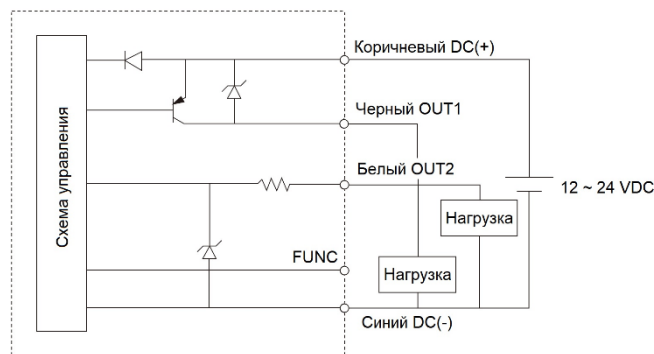 Коричневый DC(+)
Черный OUT1
Белый OUT2
12 ~ 24 VDC
Нагрузка
FUNC
Нагрузка
Синий DC(-)
Схема управления